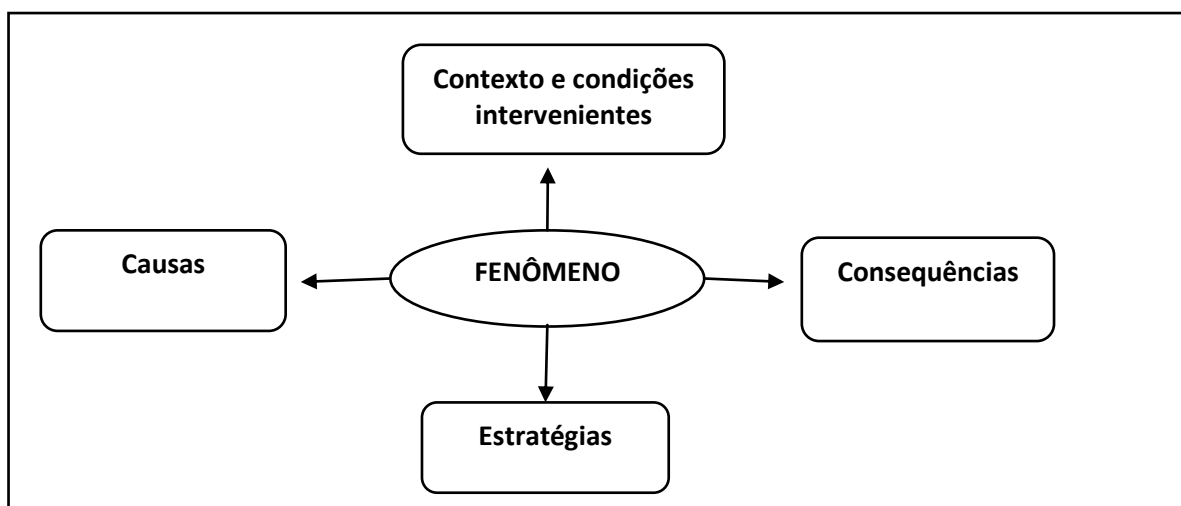 Contexto e condições
intervenientes
Causas
FENÔMENO
Consequências
Estratégias